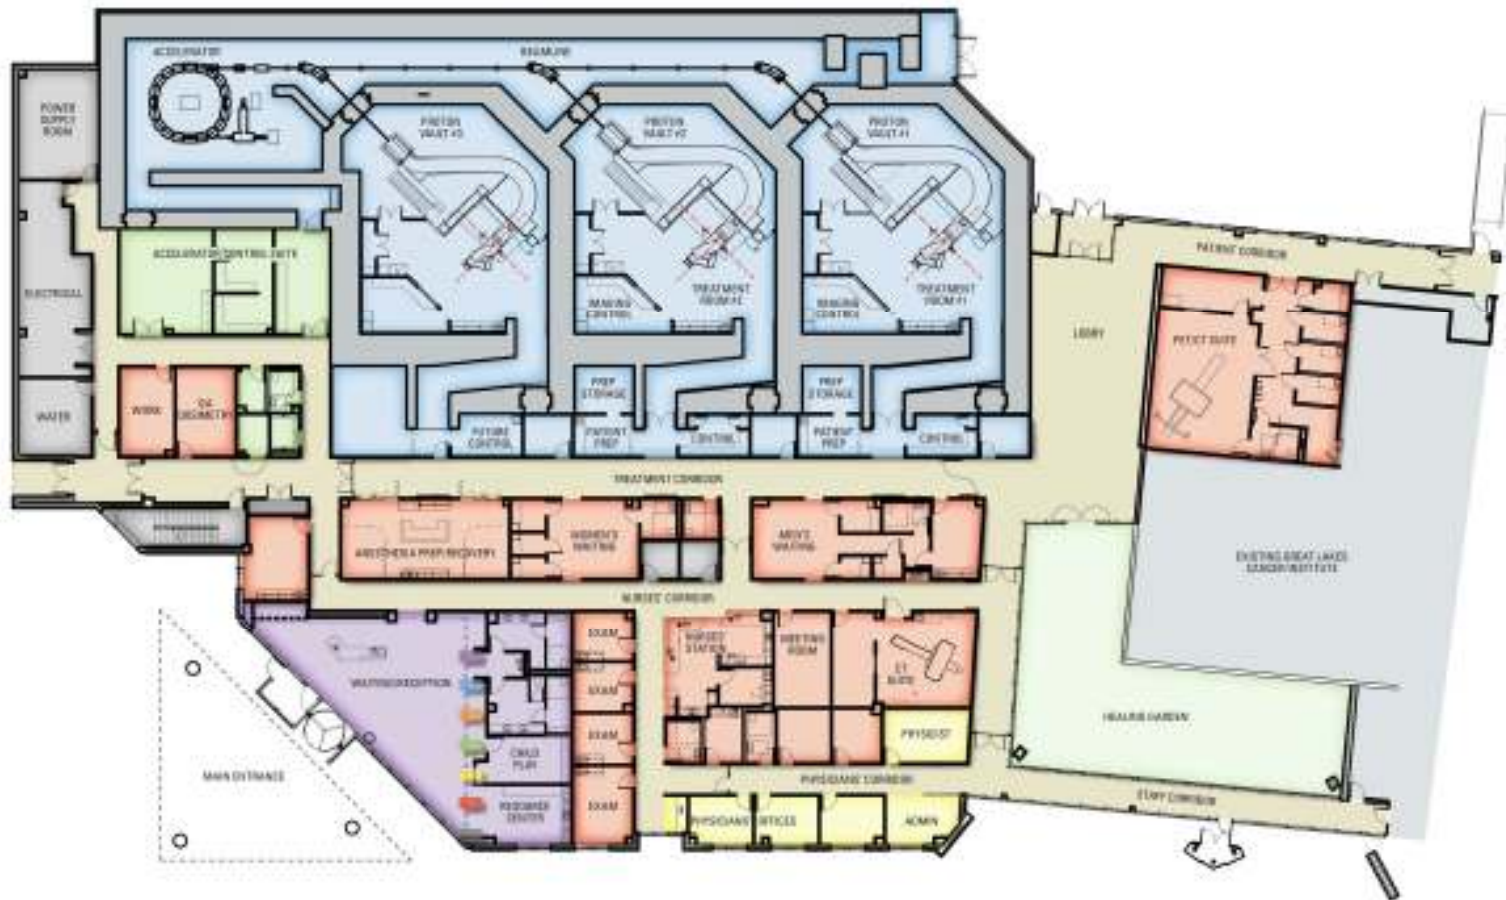 ACCELERATOR
BEAMLINE
POWER
SUPPLY
ROOM
PROTON
VAULT #3
PROTON
VAULT #2
PROTON
VAULT #1
PATIENT CORRIDOR
ACCELERATOR CONTROL SUITE
ELECTRICAL
TREATMENT
ROOM #2
TREATMENT
ROOM #1
IMAGING
CONTROL
IMAGING
CONTROL
LOBBY
PET/CT SUITE
WATER
WORK
QA
DOSIMETRY
PREP
STORAGE
PREP
STORAGE
FUTURE
CONTROL
PATIENT
PREP
CONTROL
PATIENT
PREP
CONTROL
TREATMENT CORRIDOR
ANESTHESIA PREP/RECOVERY
WOMEN'S
WAITING
MEN'S
WAITING
EXISTING GREAT LAKES
CANCER INSTITUTE
NURSES' CORRIDOR
EXAM
NURSES'
STATION
MEETING
ROOM
CT
SUITE
WAITING/RECEPTION
EXAM
HEALING GARDEN
EXAM
PHYSICIST
CHILD
PLAY
MAIN ENTRANCE
PHYSICIANS' CORRIDOR
STAFF CORRIDOR
RESOURCE
CENTER
EXAM
PHYSICIANS' OFFICES
ADMIN